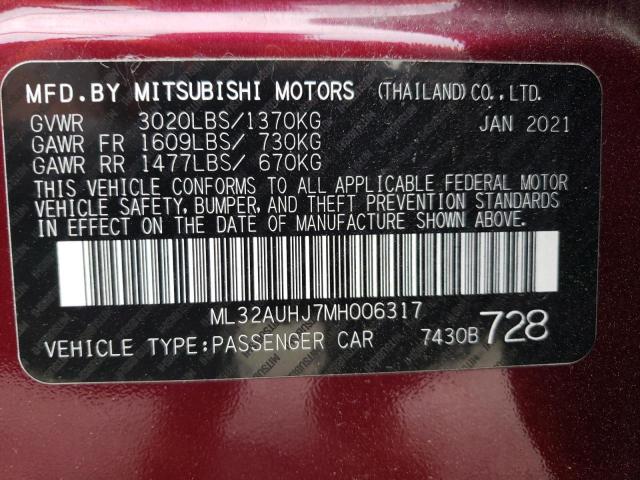 MFD.BY MITSUBISHI MOTORS (THAILAND)CO.,LTD.
GVWR 3020LBS/1370KG JAN 2021
GAWR FR 1609LBS/ 730KG
GAWR RR 1477LBS/ 670KG
THIS VEHICLE CONFORMS TO ALL APPLICABLE FEDERAL MOTOR
VEHICLE SAFETY, BUMPER, AND THEFT PREVENTION STANDARDS
IN EFFECT ON THE DATE OF MANUFACTURE SHOWN ABOVE.
ML32AUHJ7MH006317
VEHICLE TYPE:PASSENGER CAR 7430B 728